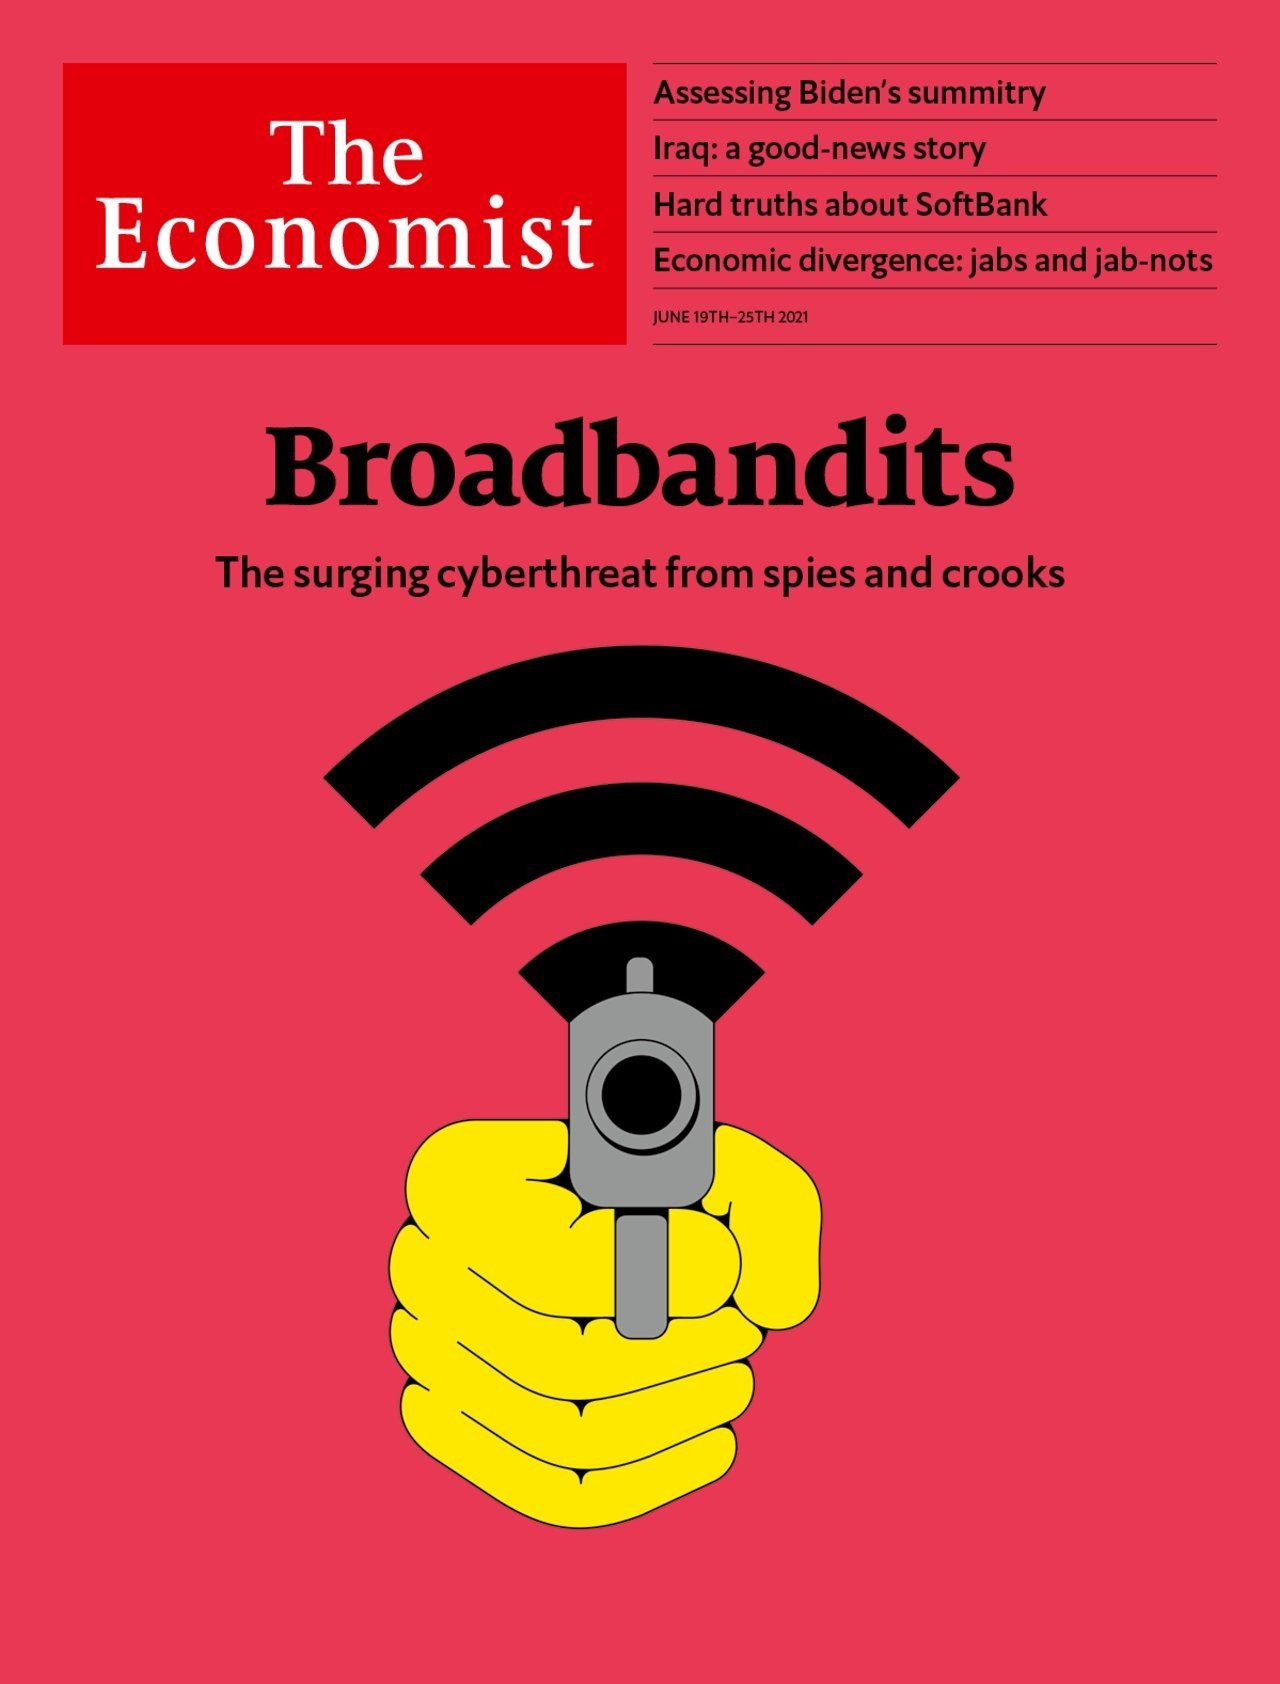 The
Economist
Assessing Biden’s summitry
Iraq: a good-news story
Hard truths about SoftBank
Economic divergence: jabs and jab-nots
JUNE 19TH–25TH 2021
Broadbandits
The surging cyberthreat from spies and crooks